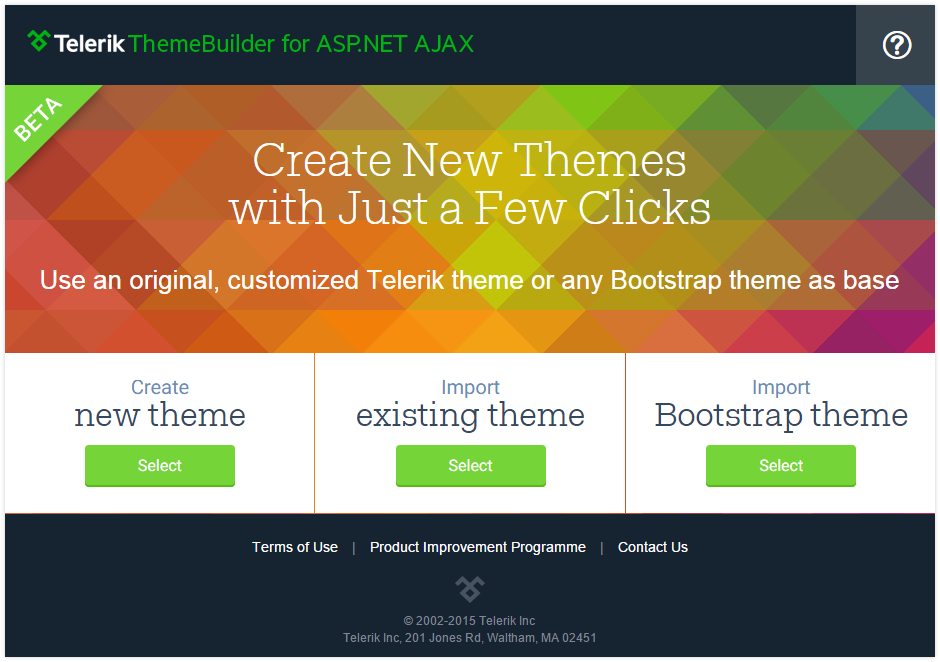 Telerik ThemeBuilder for ASP.NET AJAX
?
BETA
Create New Themes
with Just a Few Clicks
Use an original, customized Telerik theme or any Bootstrap theme as base
Create
new theme
Select
Import
existing theme
Select
Import
Bootstrap theme
Select
Terms of Use | Product Improvement Programme | Contact Us
© 2002-2015 Telerik Inc
Telerik Inc, 201 Jones Rd, Waltham, MA 02451